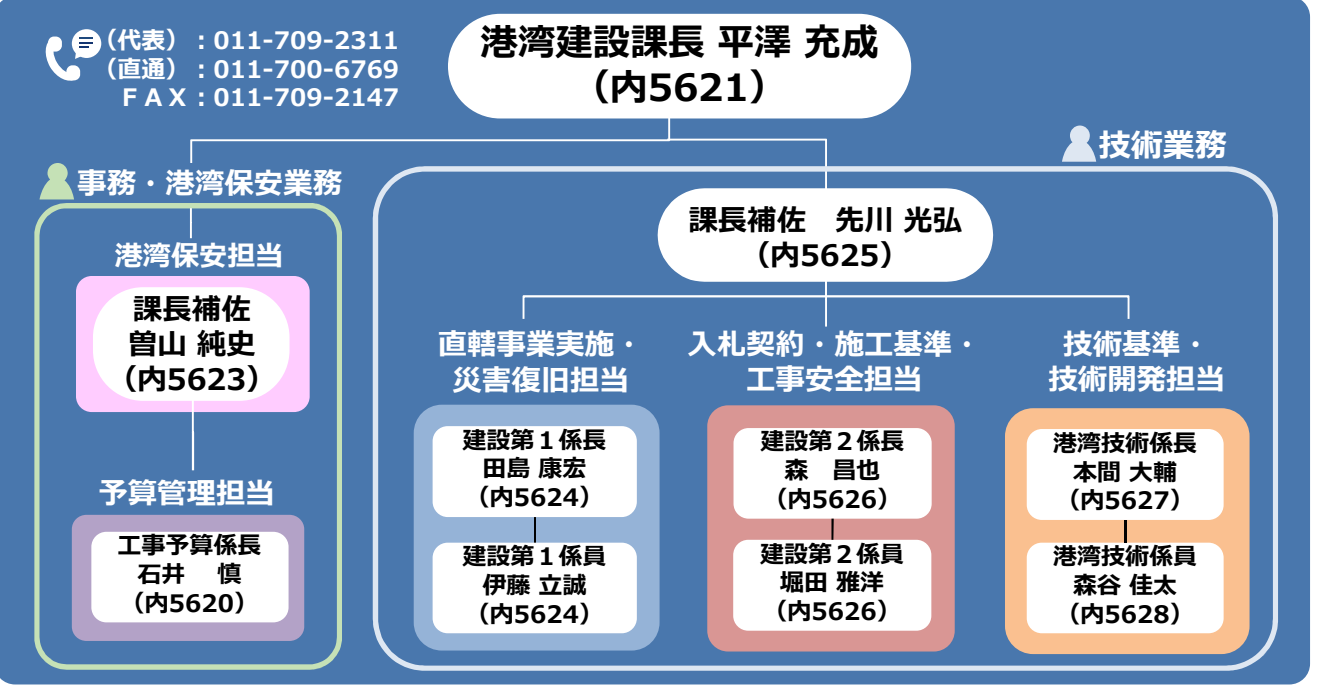 （代表）：011-709-2311
（直通）：011-700-6769
ＦＡＸ：011-709-2147
港湾建設課長 平澤 充成
（内5621）
事務・港湾保安業務
港湾保安担当
課長補佐
曽山 純史
（内5623）
予算管理担当
工事予算係長
石井　慎
（内5620）
技術業務
課長補佐　先川 光弘
（内5625）
直轄事業実施・
災害復旧担当
建設第１係長
田島 康宏
（内5624）
建設第１係員
伊藤 立誠
（内5624）
入札契約・施工基準・
工事安全担当
建設第２係長
森　昌也
（内5626）
建設第２係員
堀田 雅洋
（内5626）
技術基準・
技術開発担当
港湾技術係長
本間 大輔
（内5627）
港湾技術係員
森谷 佳太
（内5628）